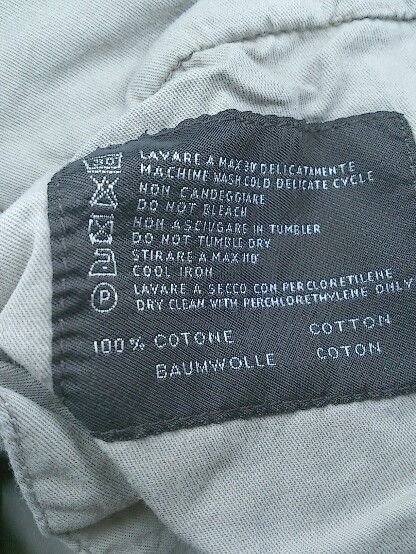 30
LAVARE A MAX 30° DELICATAMENTE
MACHINE WASH COLD DELICATE CYCLE
NON CANDEGGIARE
DO NOT BLEACH
NON ASCIUGARE IN TUMBLER
DO NOT TUMBLE DRY
STIRARE A MAX 110°
COOL IRON
P
LAVARE A SECCO CON PERCLORETILENE
DRY CLEAN WITH PERCHLORETHYLENE ONLY
100% COTONE COTTON
BAUMWOLLE COTON